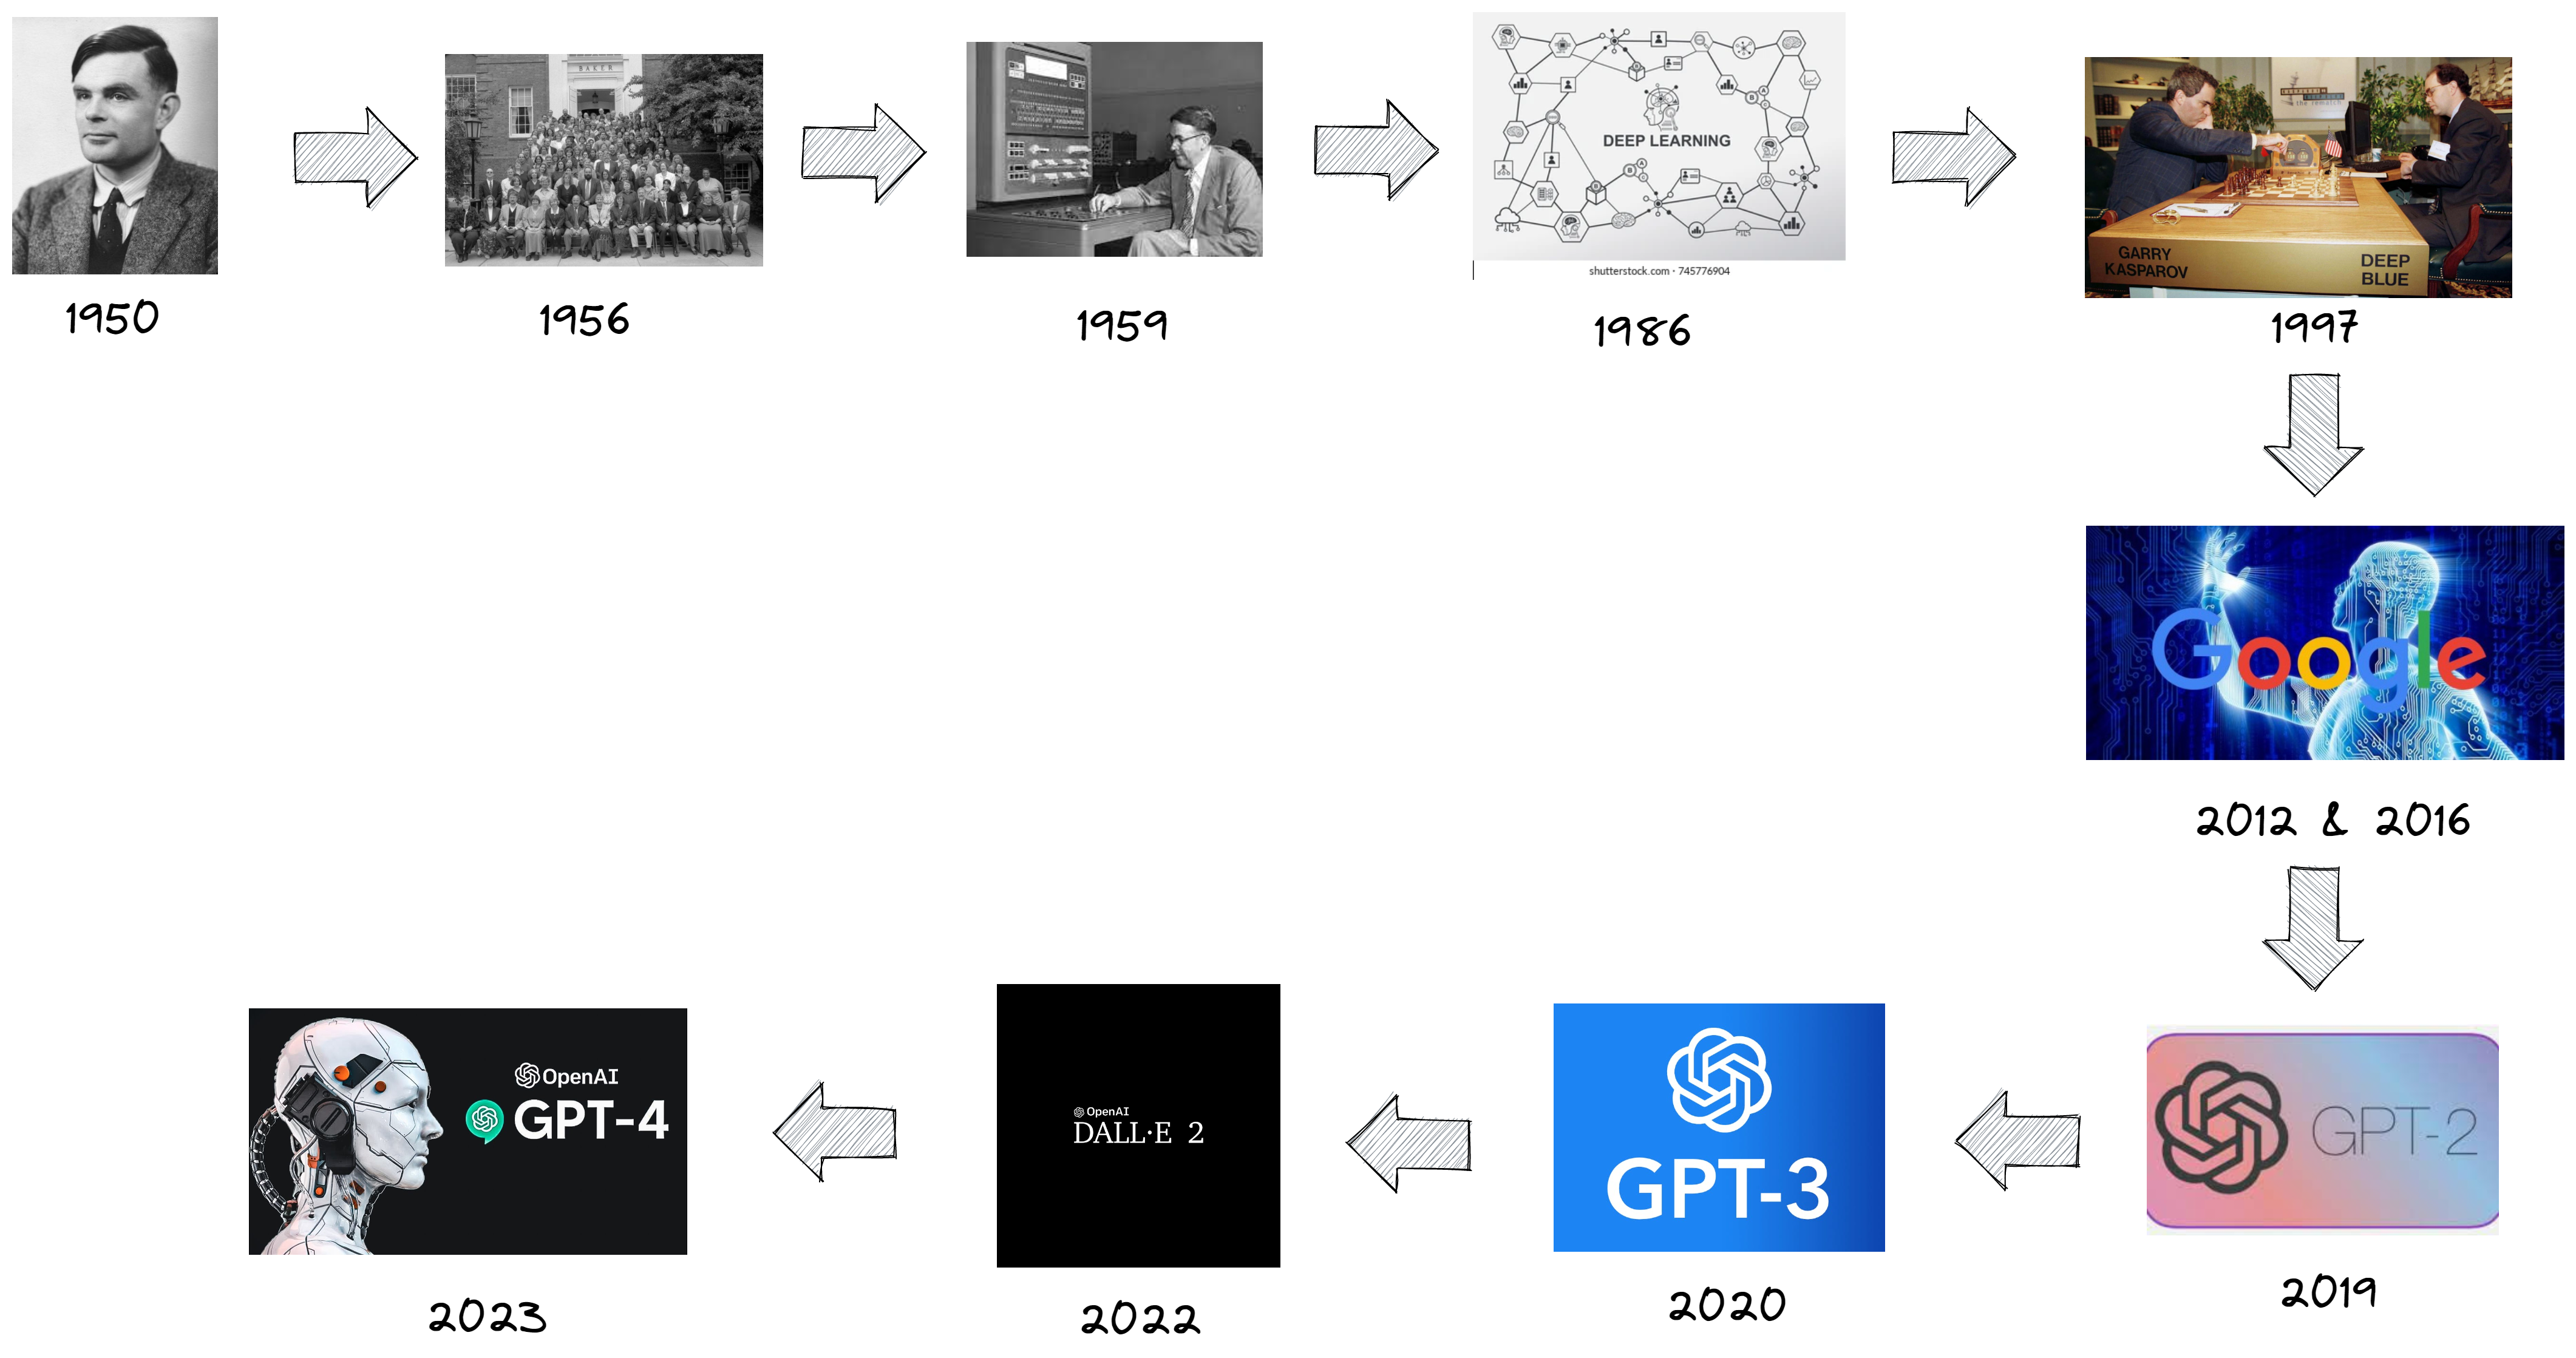 BAKER
DEEP LEARNING
shutterstock.com · 745776904
GARRY
KASPAROV
DEEP
BLUE
1950
1956
1959
1986
1997
Google
2012 & 2016
OpenAI
GPT-4
OpenAI
DALL·E 2
GPT-3
GPT-2
2023
2022
2020
2019